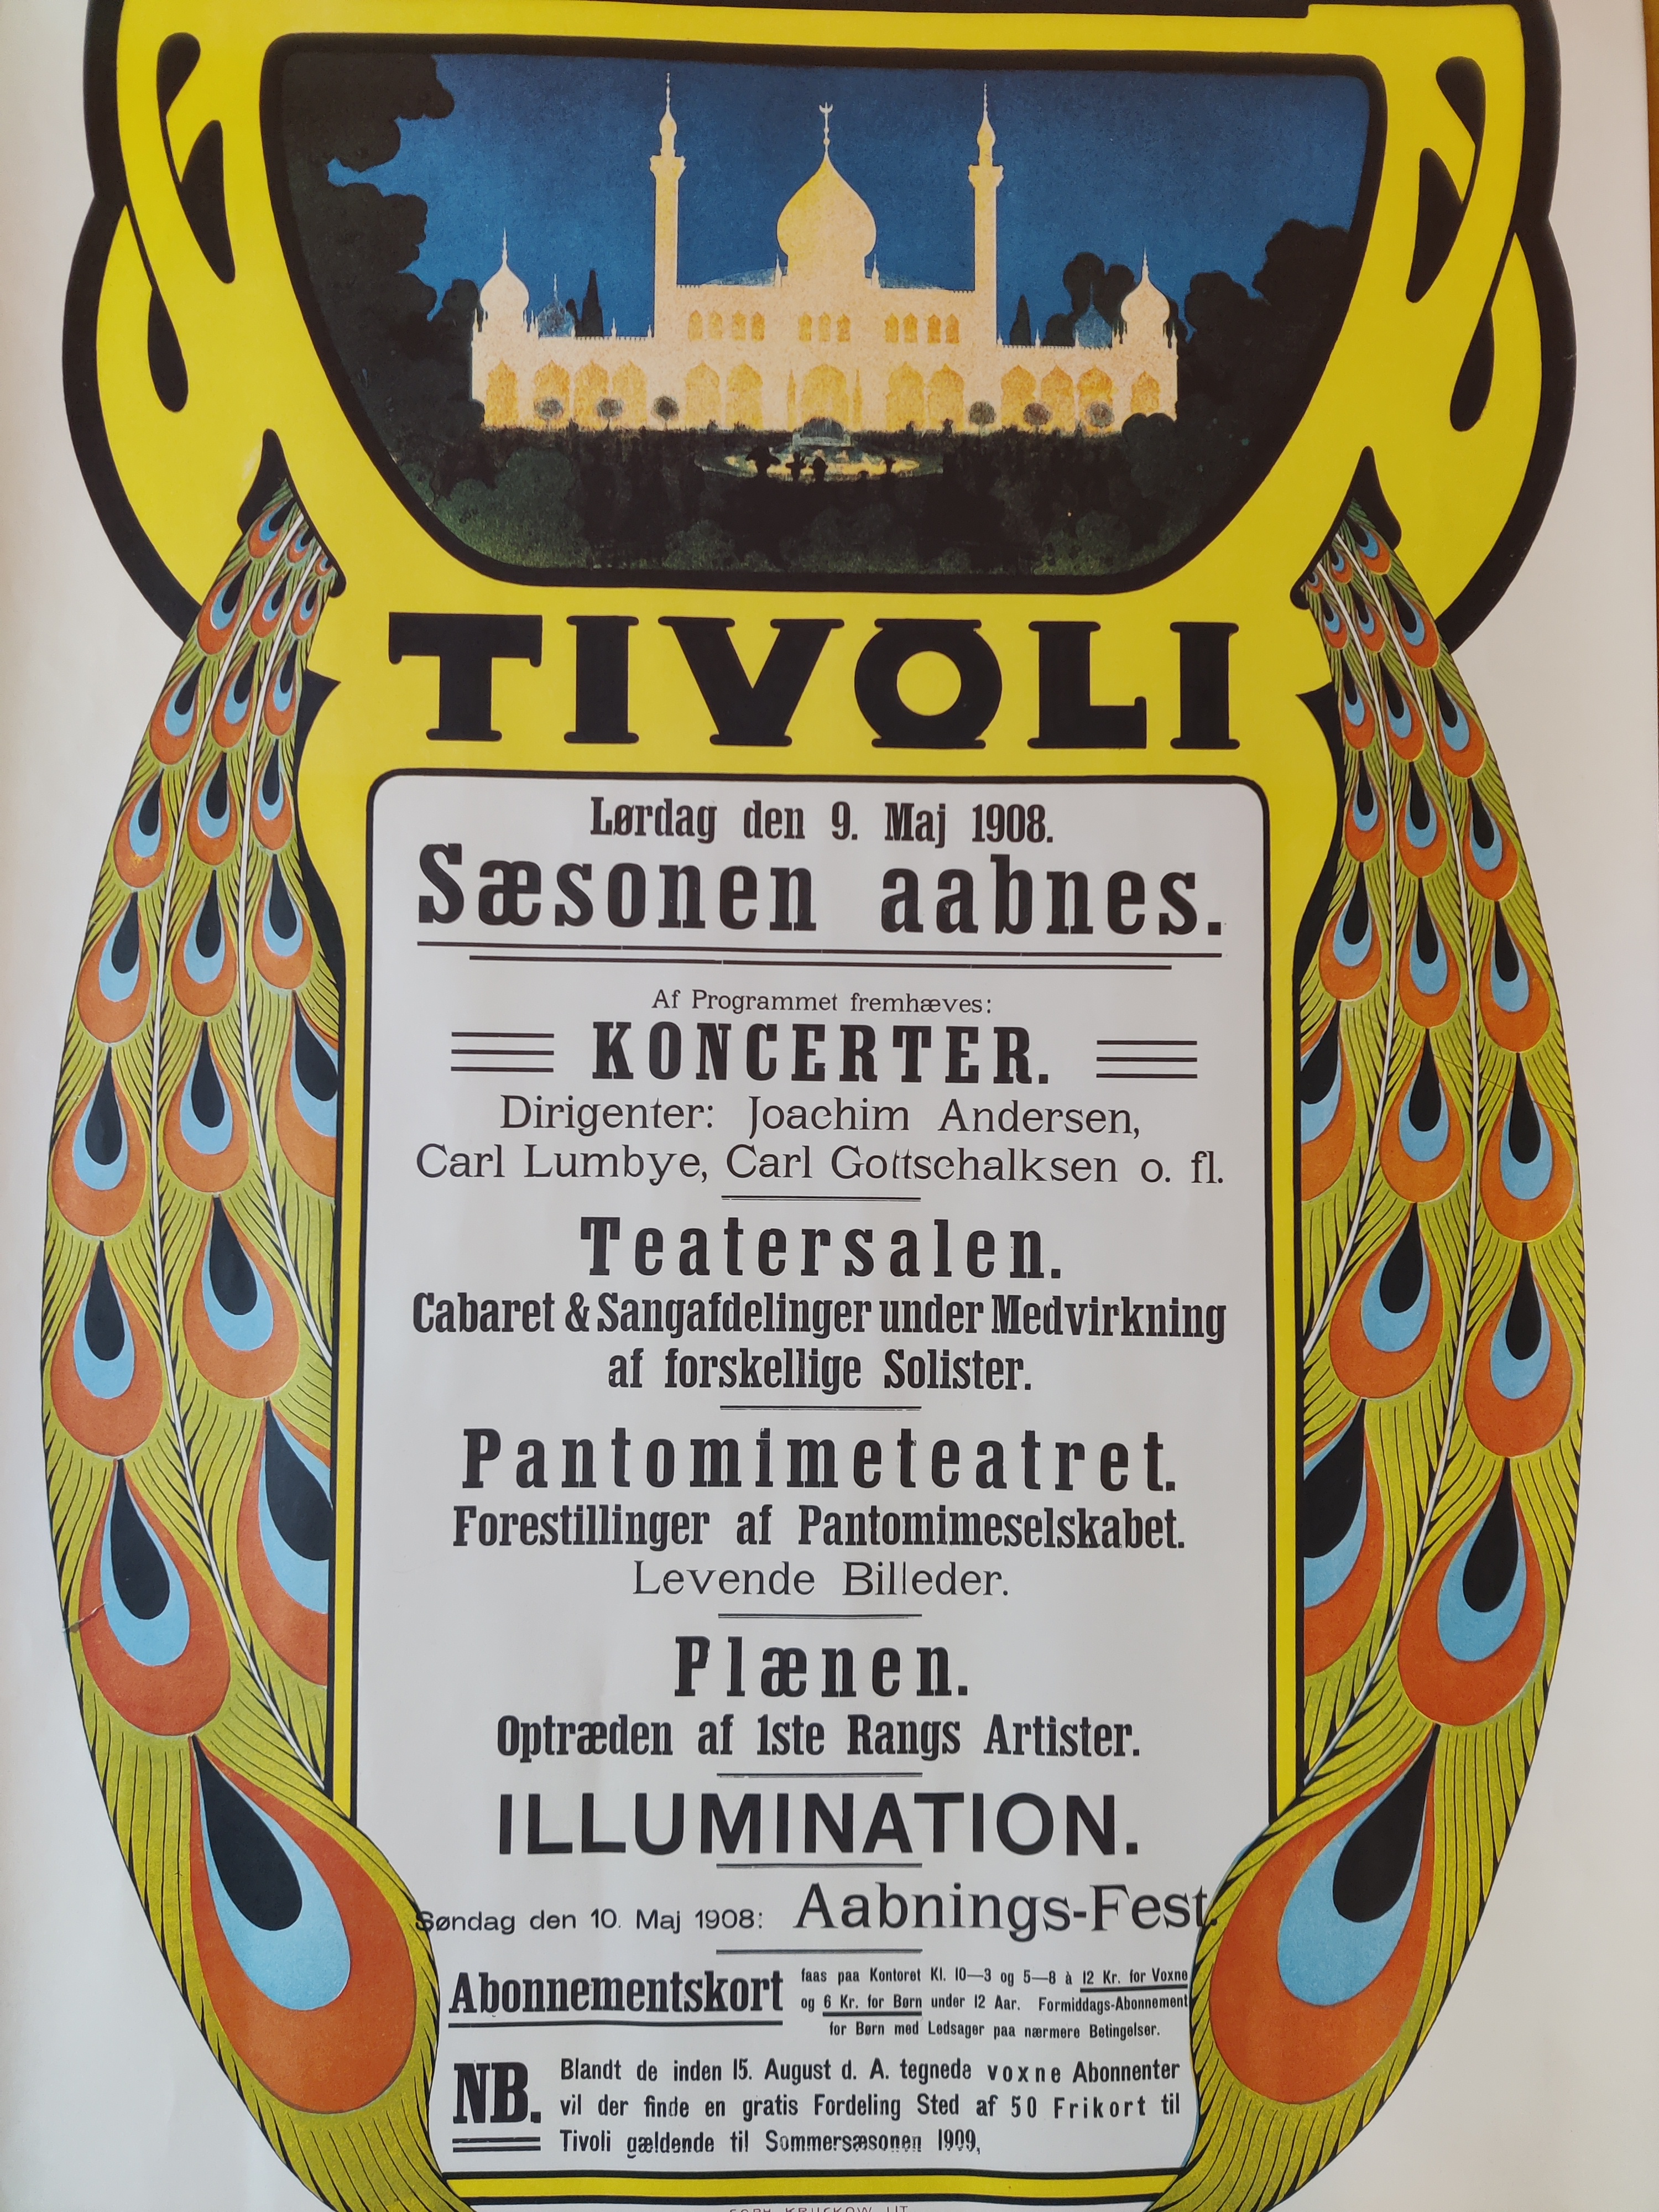 TIVOLI
Lørdag den 9. Maj 1908.
Sæsonen aabnes.
Af Programmet fremhæves:
KONCERTER.
Dirigenter: Joachim Andersen,
Carl Lumbye, Carl Gottschalksen o. fl.
Teatersalen.
Cabaret & Sangafdelinger under Medvirkning
af forskellige Solister.
Pantomimeteatret.
Forestillinger af Pantomimeselskabet.
Levende Billeder.
Plænen.
Optræden af 1ste Rangs Artister.
ILLUMINATION.
Søndag den 10. Maj 1908: Aabnings-Fest.
Abonnementskort faas paa Kontoret Kl. 10—3 og 5—8 à 12 Kr. for Voxne
og 6 Kr. for Børn under 12 Aar. Formiddags-Abonnement
for Børn med Ledsager paa nærmere Betingelser.
NB. Blandt de inden 15. August d. A. tegnede voxne Abonnenter
vil der finde en gratis Fordeling Sted af 50 Frikort til
Tivoli gældende til Sommersæsonen 1909,